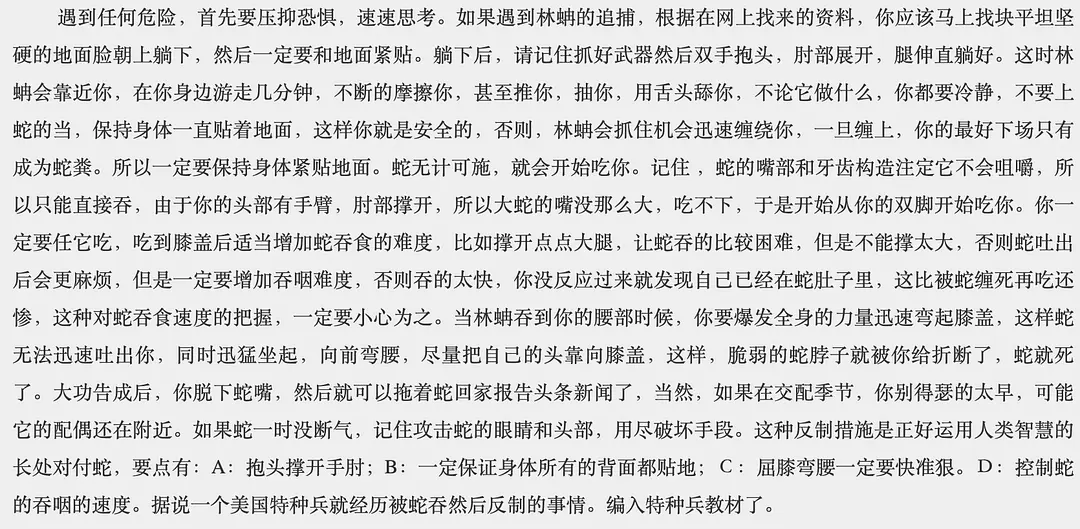 遇到任何危险，首先要压抑恐惧，速速思考。如果遇到林蚺的追捕，根据在网上找来的资料，你应该马上找块平坦坚
硬的地面脸朝上躺下，然后一定要和地面紧贴。躺下后，请记住抓好武器然后双手抱头，肘部展开，腿伸直躺好。这时林
蚺会靠近你，在你身边游走几分钟，不断的摩擦你，甚至推你，抽你，用舌头舔你，不论它做什么，你都要冷静，不要上
蛇的当，保持身体一直贴着地面，这样你就是安全的，否则，林蚺会抓住机会迅速缠绕你，一旦缠上，你的最好下场只有
成为蛇粪。所以一定要保持身体紧贴地面。蛇无计可施，就会开始吃你。记住 ，蛇的嘴部和牙齿构造注定它不会咀嚼，所
以只能直接吞，由于你的头部有手臂，肘部撑开，所以大蛇的嘴没那么大，吃不下，于是开始从你的双脚开始吃你。你一
定要任它吃，吃到膝盖后适当增加蛇吞食的难度，比如撑开点点大腿，让蛇吞的比较困难，但是不能撑太大，否则蛇吐出
后会更麻烦，但是一定要增加吞咽难度，否则吞的太快，你没反应过来就发现自己已经在蛇肚子里，这比被蛇缠死再吃还
惨，这种对蛇吞食速度的把握，一定要小心为之。当林蚺吞到你的腰部时候，你要爆发全身的力量迅速弯起膝盖，这样蛇
无法迅速吐出你，同时迅猛坐起，向前弯腰，尽量把自己的头靠向膝盖，这样，脆弱的蛇脖子就被你给折断了，蛇就死
了。大功告成后，你脱下蛇嘴，然后就可以拖着蛇回家报告头条新闻了，当然，如果在交配季节，你别得瑟的太早，可能
它的配偶还在附近。如果蛇一时没断气，记住攻击蛇的眼睛和头部，用尽破坏手段。这种反制措施是正好运用人类智慧的
长处对付蛇，要点有：A：抱头撑开手肘；B：一定保证身体所有的背面都贴地；C：屈膝弯腰一定要快准狠。D：控制蛇
的吞咽的速度。据说一个美国特种兵就经历被蛇吞然后反制的事情。编入特种兵教材了。